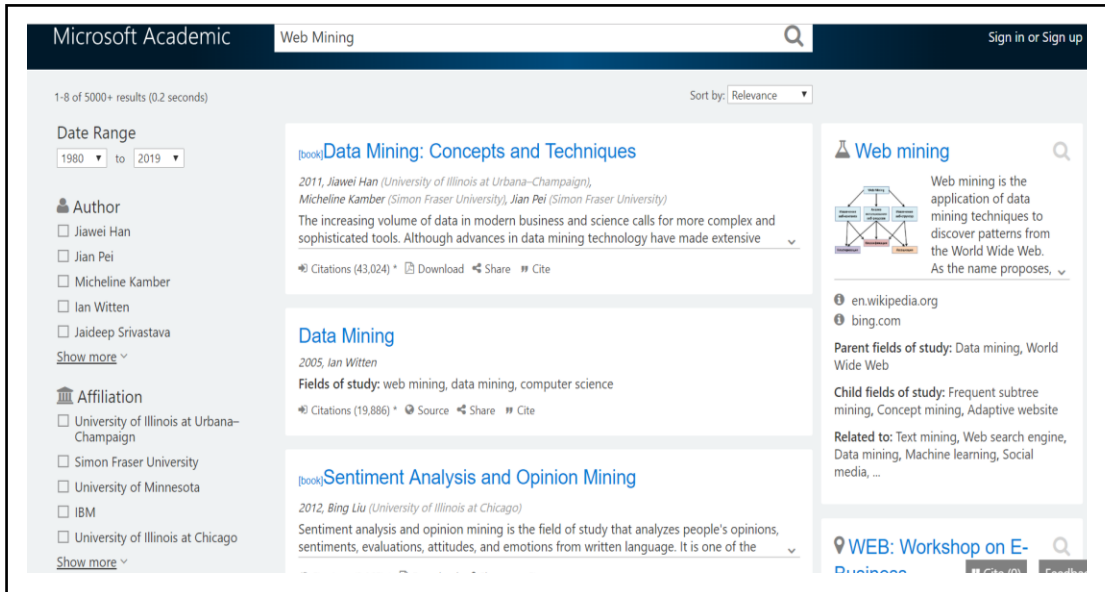 Microsoft Academic
Web Mining
Sign in or Sign up
1-8 of 5000+ results (0.2 seconds)
Sort by: Relevance
Date Range
1980 to 2019
Author
Jiawei Han
Jian Pei
Micheline Kamber
Ian Witten
Jaideep Srivastava
Show more
Affiliation
University of Illinois at Urbana–
Champaign
Simon Fraser University
University of Minnesota
IBM
University of Illinois at Chicago
Show more
[book]Data Mining: Concepts and Techniques
2011, Jiawei Han (University of Illinois at Urbana–Champaign),
Micheline Kamber (Simon Fraser University), Jian Pei (Simon Fraser University)
The increasing volume of data in modern business and science calls for more complex and
sophisticated tools. Although advances in data mining technology have made extensive
Citations (43,024) * Download Share Cite
Data Mining
2005, Ian Witten
Fields of study: web mining, data mining, computer science
Citations (19,886) * Source Share Cite
[book]Sentiment Analysis and Opinion Mining
2012, Bing Liu (University of Illinois at Chicago)
Sentiment analysis and opinion mining is the field of study that analyzes people's opinions,
sentiments, evaluations, attitudes, and emotions from written language. It is one of the
Web mining
Web mining is the
application of data
mining techniques to
discover patterns from
the World Wide Web.
As the name proposes,
en.wikipedia.org
bing.com
Parent fields of study: Data mining, World
Wide Web
Child fields of study: Frequent subtree
mining, Concept mining, Adaptive website
Related to: Text mining, Web search engine,
Data mining, Machine learning, Social
media, ...
WEB: Workshop on E-
Business